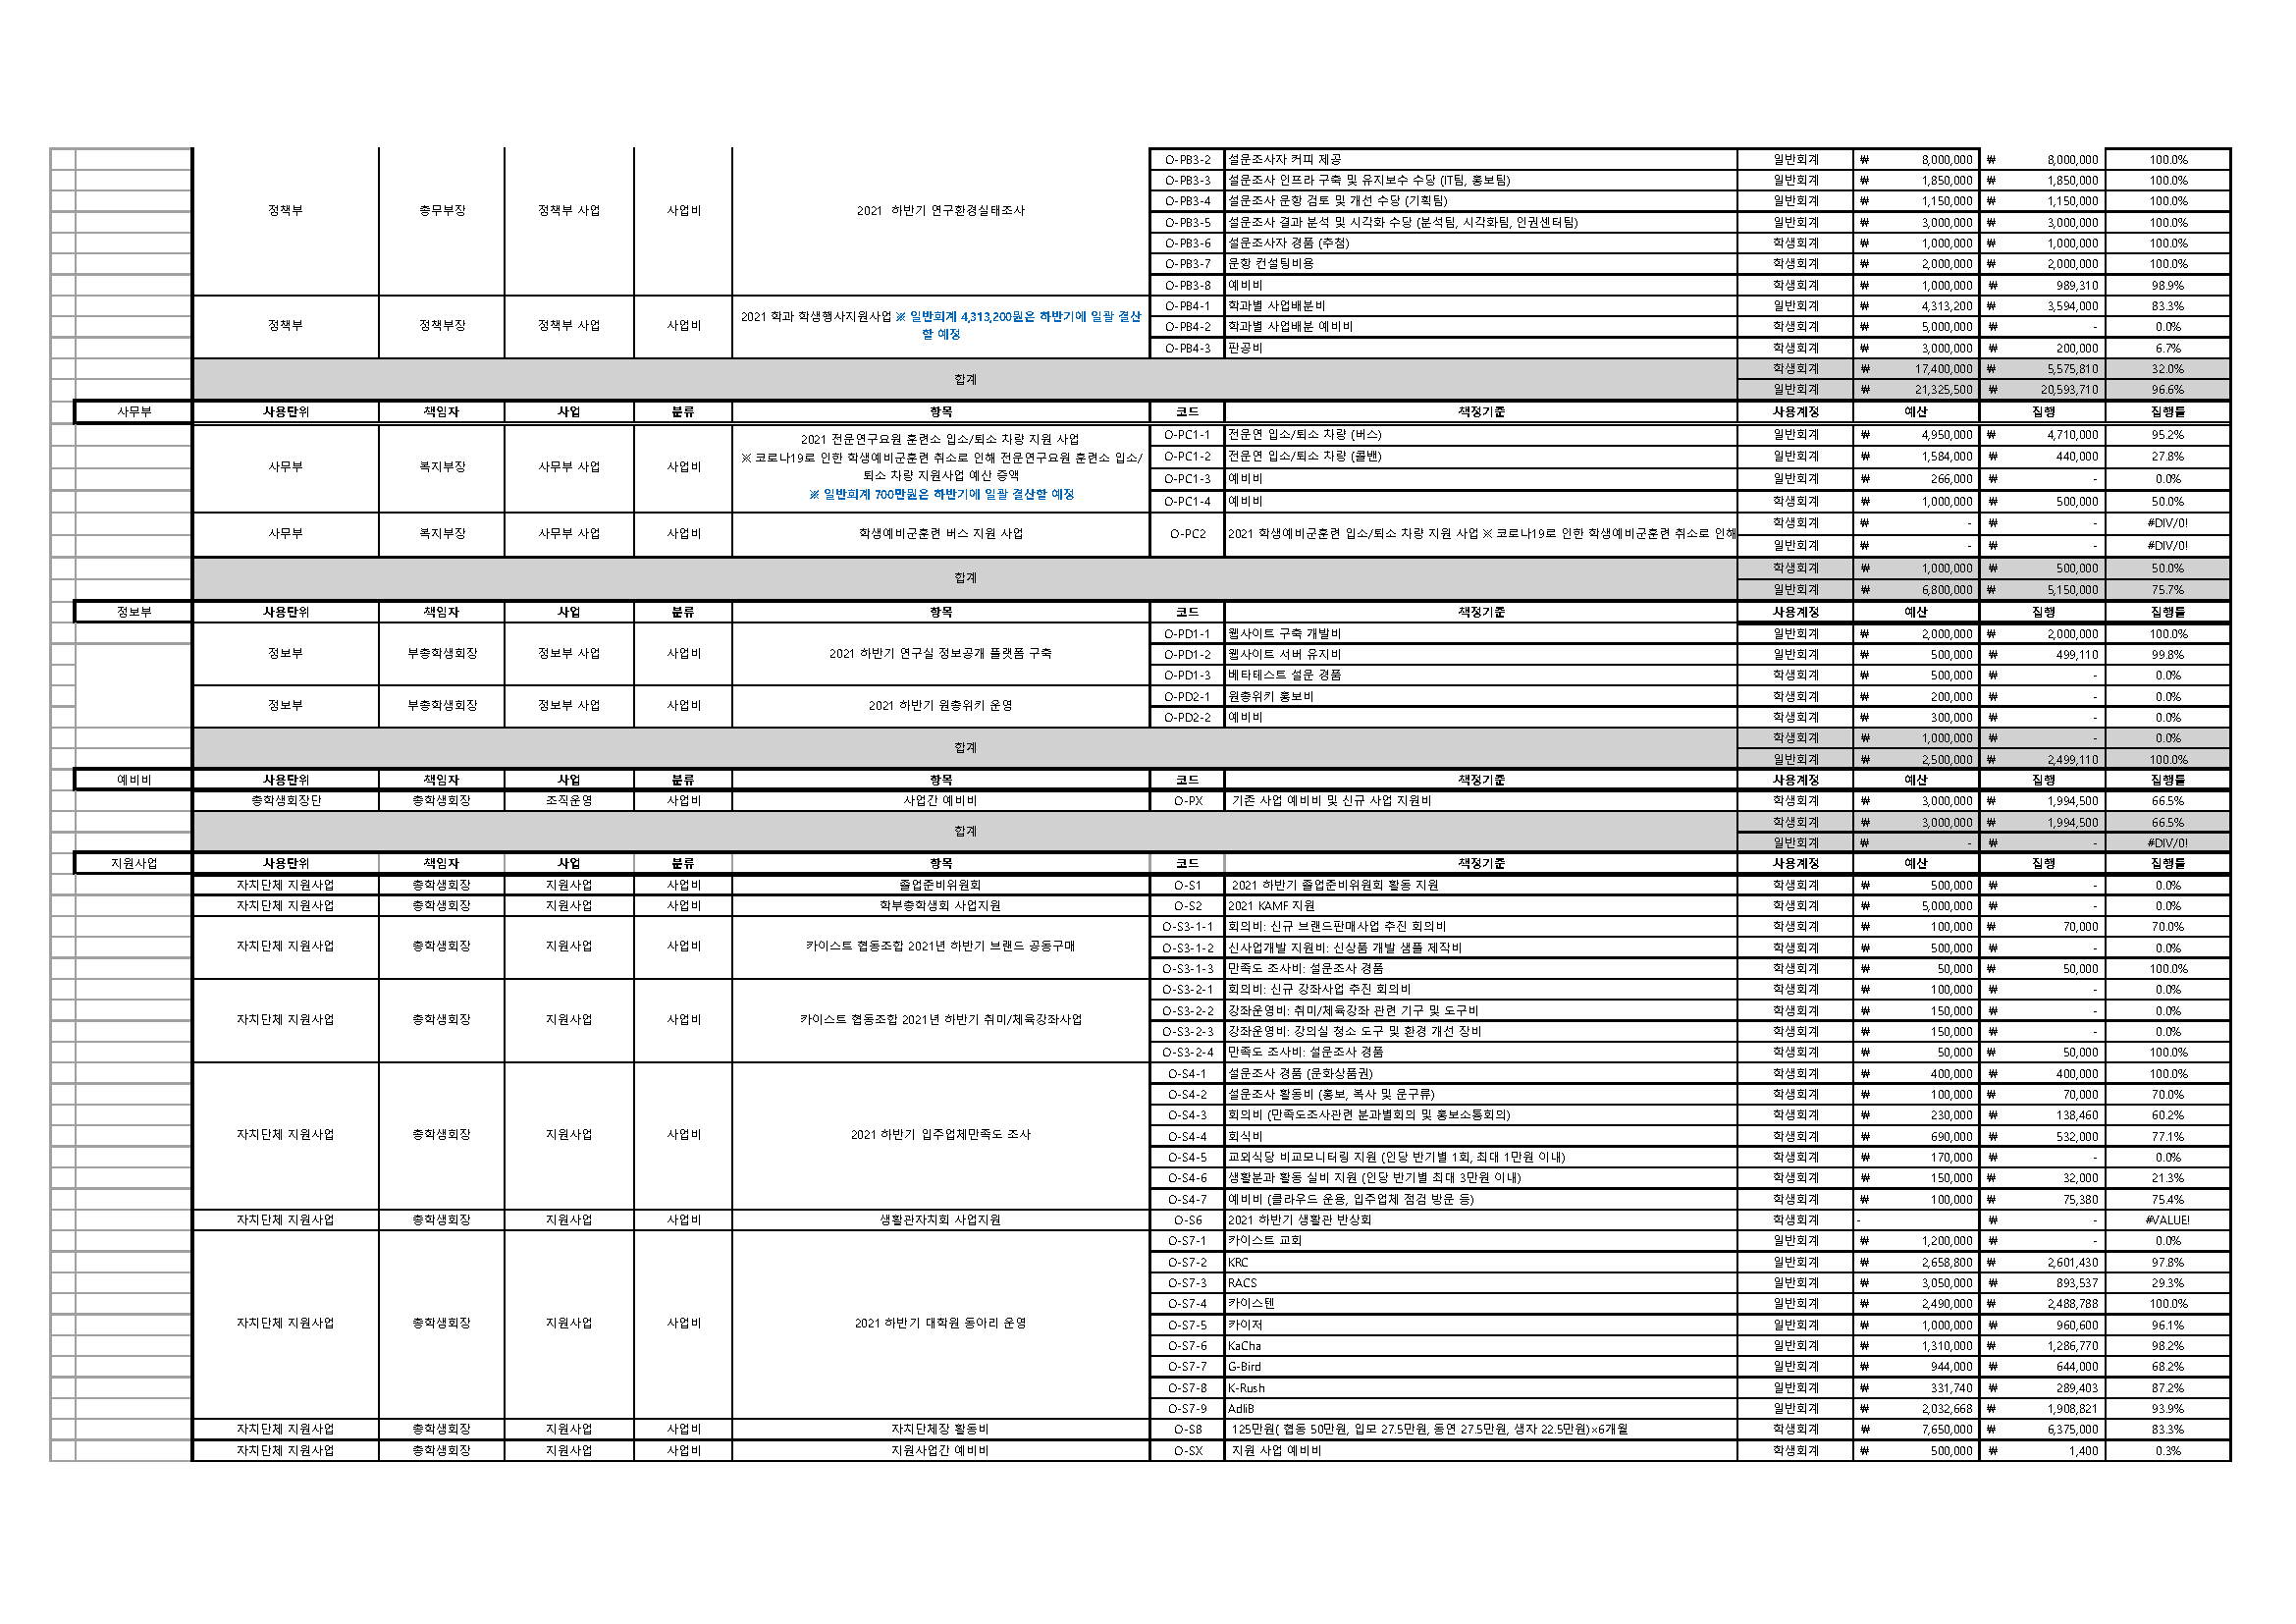 O-PB3-2 설문조사자 커피 제공 일반회계 ₩ 8,000,000 ₩ 8,000,000 100.0%
O-PB3-3 설문조사 인프라 구축 및 유지보수 수당 (IT팀, 홍보팀) 일반회계 ₩ 1,850,000 ₩ 1,850,000 100.0%
O-PB3-4 설문조사 문항 검토 및 개선 수당 (기획팀) 일반회계 ₩ 1,150,000 ₩ 1,150,000 100.0%
정책부 총무부장 정책부 사업 사업비 2021 하반기 연구환경실태조사
O-PB3-5 설문조사 결과 분석 및 시각화 수당 (분석팀, 시각화팀, 인권센터팀) 일반회계 ₩ 3,000,000 ₩ 3,000,000 100.0%
O-PB3-6 설문조사자 경품 (추첨) 학생회계 ₩ 1,000,000 ₩ 1,000,000 100.0%
O-PB3-7 문항 컨설팅비용 학생회계 ₩ 2,000,000 ₩ 2,000,000 100.0%
O-PB3-8 예비비 학생회계 ₩ 1,000,000 ₩ 989,310 98.9%
O-PB4-1 학과별 사업배분비 일반회계 ₩ 4,313,200 ₩ 3,594,000 83.3%
정책부 정책부장 정책부 사업 사업비 2021 학과 학생행사지원사업 ※ 일반회계 4,313,200원은 하반기에 일괄 결산
할 예정
O-PB4-2 학과별 사업배분 예비비 학생회계 ₩ 5,000,000 ₩ - 0.0%
O-PB4-3 판공비 학생회계 ₩ 3,000,000 ₩ 200,000 6.7%
합계 학생회계 ₩ 17,400,000 ₩ 5,575,810 32.0%
일반회계 ₩ 21,325,500 ₩ 20,593,710 96.6%
사무부 사용단위 책임자 사업 분류 항목 코드 책정기준 사용계정 예산 집행 집행률
사무부 복지부장 사무부 사업 사업비 2021 전문연구요원 훈련소 입소/퇴소 차량 지원 사업
※ 코로나19로 인한 학생예비군훈련 취소로 인해 전문연구요원 훈련소 입소/
퇴소 차량 지원사업 예산 증액
※ 일반회계 700만원은 하반기에 일괄 결산할 예정
O-PC1-1 전문연 입소/퇴소 차량 (버스) 일반회계 ₩ 4,950,000 ₩ 4,710,000 95.2%
O-PC1-2 전문연 입소/퇴소 차량 (콜밴) 일반회계 ₩ 1,584,000 ₩ 440,000 27.8%
O-PC1-3 예비비 일반회계 ₩ 266,000 ₩ - 0.0%
O-PC1-4 예비비 학생회계 ₩ 1,000,000 ₩ 500,000 50.0%
사무부 복지부장 사무부 사업 사업비 학생예비군훈련 버스 지원 사업 O-PC2 2021 학생예비군훈련 입소/퇴소 차량 지원 사업 ※ 코로나19로 인한 학생예비군훈련 취소로 인해
학생회계 ₩ - ₩ - #DIV/0!
일반회계 ₩ - ₩ - #DIV/0!
합계 학생회계 ₩ 1,000,000 ₩ 500,000 50.0%
일반회계 ₩ 6,800,000 ₩ 5,150,000 75.7%
정보부 사용단위 책임자 사업 분류 항목 코드 책정기준 사용계정 예산 집행 집행률
정보부 부총학생회장 정보부 사업 사업비 2021 하반기 연구실 정보공개 플랫폼 구축
O-PD1-1 웹사이트 구축 개발비 일반회계 ₩ 2,000,000 ₩ 2,000,000 100.0%
O-PD1-2 웹사이트 서버 유지비 일반회계 ₩ 500,000 ₩ 499,110 99.8%
O-PD1-3 베타테스트 설문 경품 학생회계 ₩ 500,000 ₩ - 0.0%
정보부 부총학생회장 정보부 사업 사업비 2021 하반기 원총위키 운영
O-PD2-1 원총위키 홍보비 학생회계 ₩ 200,000 ₩ - 0.0%
O-PD2-2 예비비 학생회계 ₩ 300,000 ₩ - 0.0%
합계 학생회계 ₩ 1,000,000 ₩ - 0.0%
일반회계 ₩ 2,500,000 ₩ 2,499,110 100.0%
예비비 사용단위 책임자 사업 분류 항목 코드 책정기준 사용계정 예산 집행 집행률
총학생회장단 총학생회장 조직운영 사업비 사업간 예비비 O-PX 기존 사업 예비비 및 신규 사업 지원비 학생회계 ₩ 3,000,000 ₩ 1,994,500 66.5%
합계 학생회계 ₩ 3,000,000 ₩ 1,994,500 66.5%
일반회계 ₩ - ₩ - #DIV/0!
지원사업 사용단위 책임자 사업 분류 항목 코드 책정기준 사용계정 예산 집행 집행률
자치단체 지원사업 총학생회장 지원사업 사업비 졸업준비위원회 O-S1 2021 하반기 졸업준비위원회 활동 지원 학생회계 ₩ 500,000 ₩ - 0.0%
자치단체 지원사업 총학생회장 지원사업 사업비 학부총학생회 사업지원 O-S2 2021 KAMF 지원 학생회계 ₩ 5,000,000 ₩ - 0.0%
자치단체 지원사업 총학생회장 지원사업 사업비 카이스트 협동조합 2021년 하반기 브랜드 공동구매
O-S3-1-1 회의비: 신규 브랜드판매사업 추진 회의비 학생회계 ₩ 100,000 ₩ 70,000 70.0%
O-S3-1-2 신사업개발 지원비: 신상품 개발 샘플 제작비 학생회계 ₩ 500,000 ₩ - 0.0%
O-S3-1-3 만족도 조사비: 설문조사 경품 학생회계 ₩ 50,000 ₩ 50,000 100.0%
자치단체 지원사업 총학생회장 지원사업 사업비 카이스트 협동조합 2021년 하반기 취미/체육강좌사업
O-S3-2-1 회의비: 신규 강좌사업 추진 회의비 학생회계 ₩ 100,000 ₩ - 0.0%
O-S3-2-2 강좌운영비: 취미/체육강좌 관련 기구 및 도구비 학생회계 ₩ 150,000 ₩ - 0.0%
O-S3-2-3 강좌운영비: 강의실 청소 도구 및 환경 개선 장비 학생회계 ₩ 150,000 ₩ - 0.0%
O-S3-2-4 만족도 조사비: 설문조사 경품 학생회계 ₩ 50,000 ₩ 50,000 100.0%
자치단체 지원사업 총학생회장 지원사업 사업비 2021 하반기 입주업체만족도 조사
O-S4-1 설문조사 경품 (문화상품권) 학생회계 ₩ 400,000 ₩ 400,000 100.0%
O-S4-2 설문조사 활동비 (홍보, 복사 및 문구류) 학생회계 ₩ 100,000 ₩ 70,000 70.0%
O-S4-3 회의비 (만족도조사관련 분과별회의 및 홍보소통회의) 학생회계 ₩ 230,000 ₩ 138,460 60.2%
O-S4-4 회식비 학생회계 ₩ 690,000 ₩ 532,000 77.1%
O-S4-5 교외식당 비교모니터링 지원 (인당 반기별 1회, 최대 1만원 이내) 학생회계 ₩ 170,000 ₩ - 0.0%
O-S4-6 생활분과 활동 실비 지원 (인당 반기별 최대 3만원 이내) 학생회계 ₩ 150,000 ₩ 32,000 21.3%
O-S4-7 예비비 (클라우드 운용, 입주업체 점검 방문 등) 학생회계 ₩ 100,000 ₩ 75,380 75.4%
자치단체 지원사업 총학생회장 지원사업 사업비 생활관자치회 사업지원 O-S6 2021 하반기 생활관 반상회 학생회계 - ₩ - #VALUE!
자치단체 지원사업 총학생회장 지원사업 사업비 2021 하반기 대학원 동아리 운영
O-S7-1 카이스트 교회 일반회계 ₩ 1,200,000 ₩ - 0.0%
O-S7-2 KRC 일반회계 ₩ 2,658,800 ₩ 2,601,430 97.8%
O-S7-3 RACS 일반회계 ₩ 3,050,000 ₩ 893,537 29.3%
O-S7-4 카이스텐 일반회계 ₩ 2,490,000 ₩ 2,488,788 100.0%
O-S7-5 카이저 일반회계 ₩ 1,000,000 ₩ 960,600 96.1%
O-S7-6 KaCha 일반회계 ₩ 1,310,000 ₩ 1,286,770 98.2%
O-S7-7 G-Bird 일반회계 ₩ 944,000 ₩ 644,000 68.2%
O-S7-8 K-Rush 일반회계 ₩ 331,740 ₩ 289,403 87.2%
O-S7-9 AdliB 일반회계 ₩ 2,032,668 ₩ 1,908,821 93.9%
자치단체 지원사업 총학생회장 지원사업 사업비 자치단체장 활동비 O-S8 125만원( 협동 50만원, 입모 27.5만원, 동연 27.5만원, 생자 22.5만원)×6개월 학생회계 ₩ 7,650,000 ₩ 6,375,000 83.3%
자치단체 지원사업 총학생회장 지원사업 사업비 지원사업간 예비비 O-SX 지원 사업 예비비 학생회계 ₩ 500,000 ₩ 1,400 0.3%